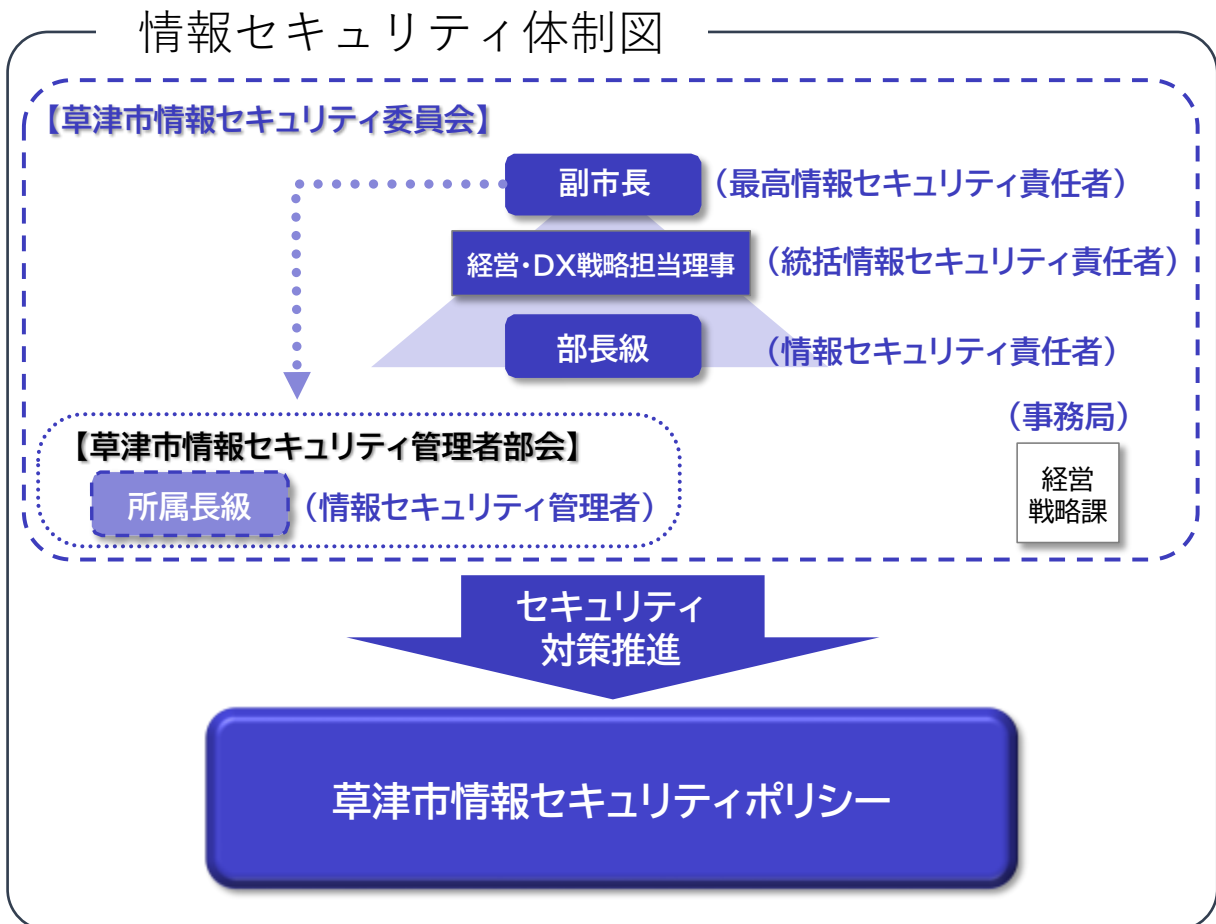 情報セキュリティ体制図
【草津市情報セキュリティ委員会】
副市長
(最高情報セキュリティ責任者)
経営・DX戦略担当理事
(統括情報セキュリティ責任者)
部長級
(情報セキュリティ責任者)
(事務局)
経営
戦略課
【草津市情報セキュリティ管理者部会】
所属長級
(情報セキュリティ管理者)
セキュリティ
対策推進
草津市情報セキュリティポリシー